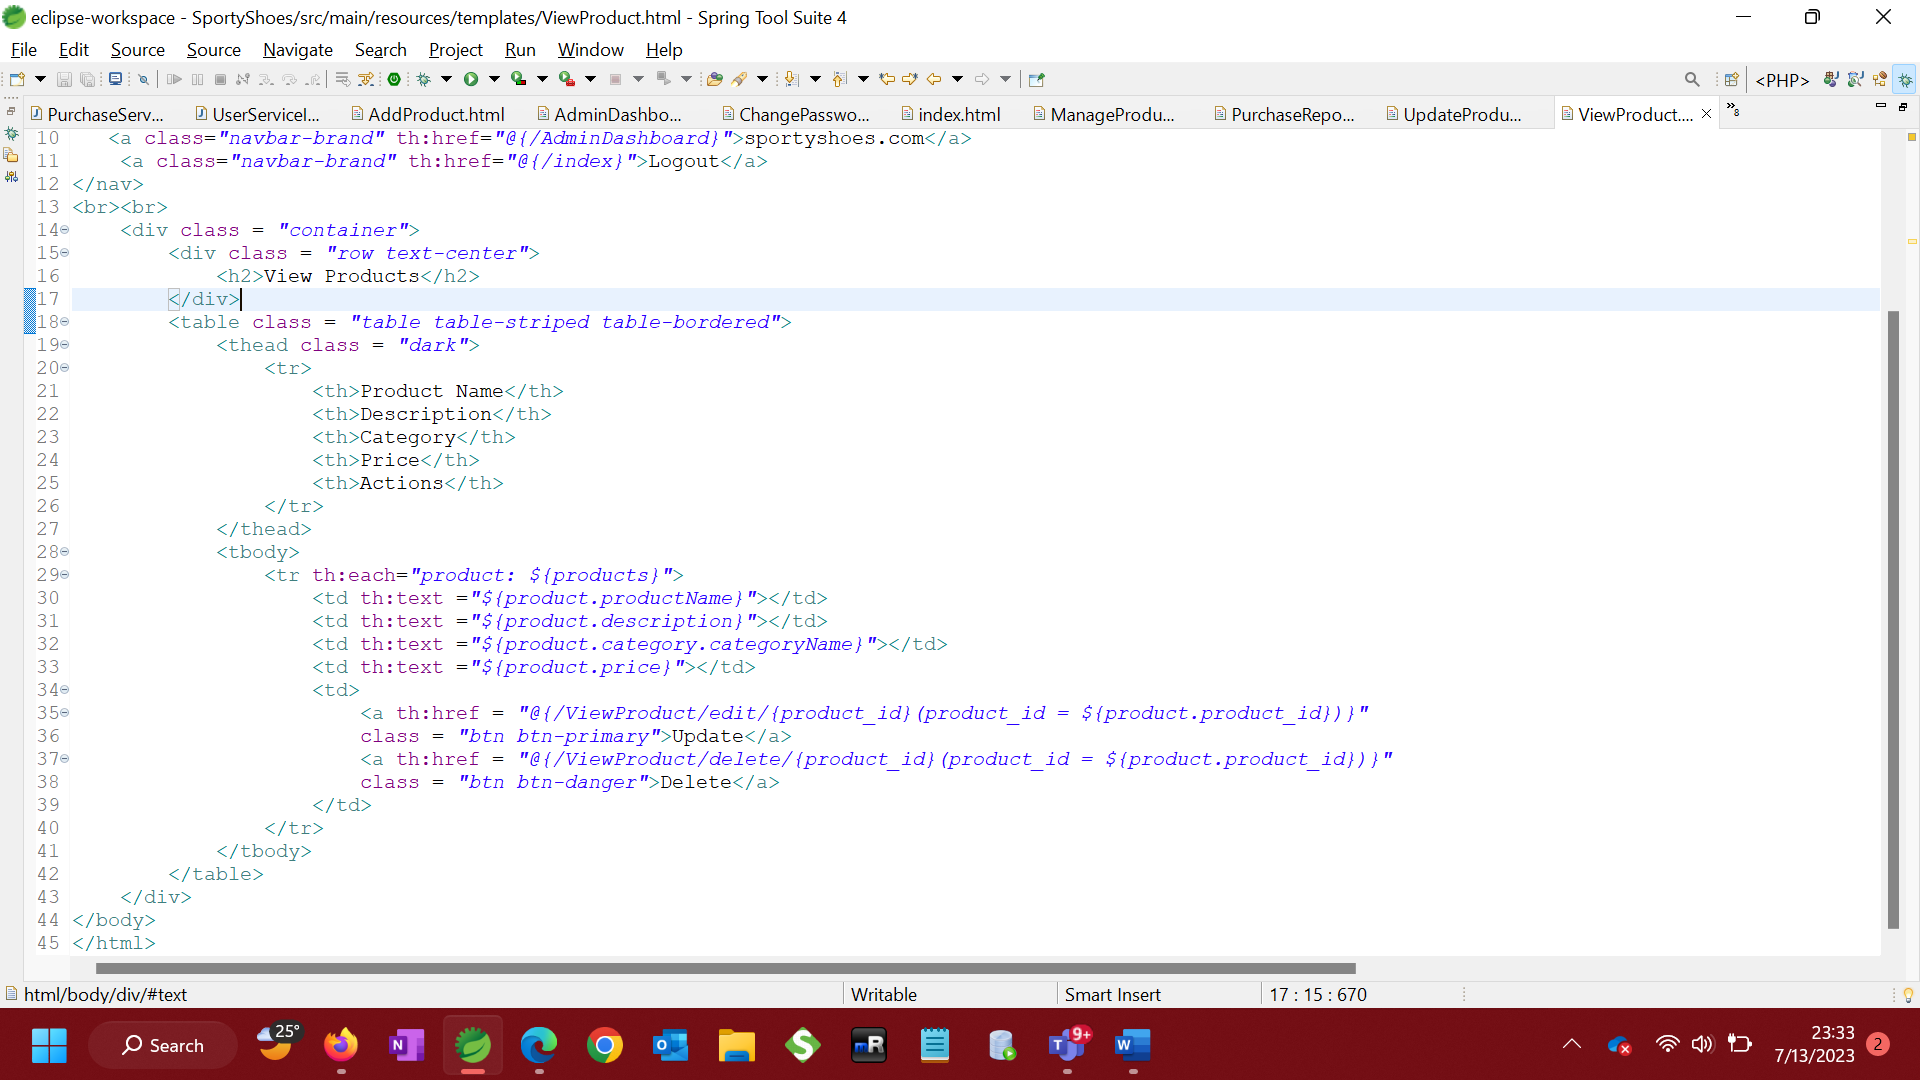 eclipse-workspace - SportyShoes/src/main/resources/templates/ViewProduct.html - Spring Tool Suite 4
File Edit Source Source Navigate Search Project Run Window Help
<PHP>
PurchaseServ... UserServiceI... AddProduct.html AdminDashbo... ChangePasswo... index.html ManageProdu... PurchaseRepo... UpdateProdu... ViewProduct.... »8
10 <a class="navbar-brand" th:href="@{/AdminDashboard}">sportyshoes.com</a>
11 <a class="navbar-brand" th:href="@{/index}">Logout</a>
12 </nav>
13 <br><br>
14 <div class = "container">
15 <div class = "row text-center">
16 <h2>View Products</h2>
17 </div>
18 <table class = "table table-striped table-bordered">
19 <thead class = "dark">
20 <tr>
21 <th>Product Name</th>
22 <th>Description</th>
23 <th>Category</th>
24 <th>Price</th>
25 <th>Actions</th>
26 </tr>
27 </thead>
28 <tbody>
29 <tr th:each="product: ${products}">
30 <td th:text ="${product.productName}"></td>
31 <td th:text ="${product.description}"></td>
32 <td th:text ="${product.category.categoryName}"></td>
33 <td th:text ="${product.price}"></td>
34 <td>
35 <a th:href = "@{/ViewProduct/edit/{product_id}(product_id = ${product.product_id})}"
36 class = "btn btn-primary">Update</a>
37 <a th:href = "@{/ViewProduct/delete/{product_id}(product_id = ${product.product_id})}"
38 class = "btn btn-danger">Delete</a>
39 </td>
40 </tr>
41 </tbody>
42 </table>
43 </div>
44 </body>
45 </html>
html/body/div/#text Writable Smart Insert 17 : 15 : 670
Search 25° N o S mR T 9+ W 23:33
7/13/2023 2